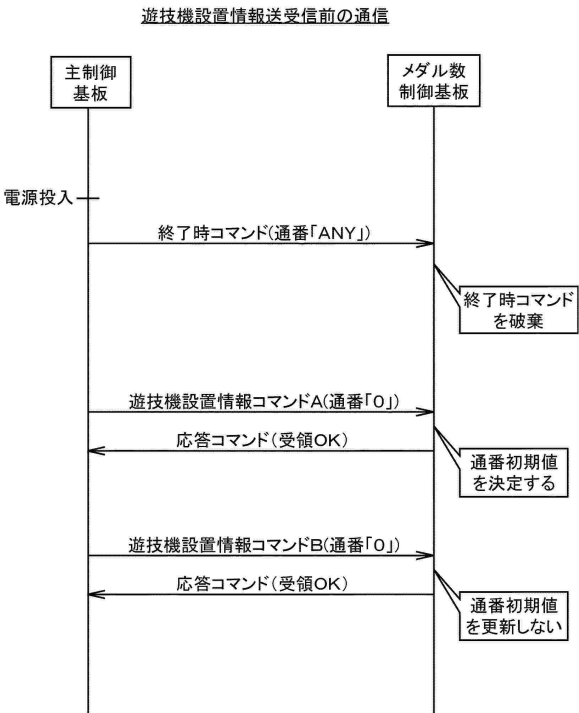 遊技機設置情報送受信前の通信
主制御
基板
メダル数
制御基板
電源投入
終了時コマンド(通番「ANY」)
終了時コマンド
を破棄
遊技機設置情報コマンドA(通番「0」)
応答コマンド(受領OK)
通番初期値
を決定する
遊技機設置情報コマンドB(通番「0」)
応答コマンド(受領OK)
通番初期値
を更新しない